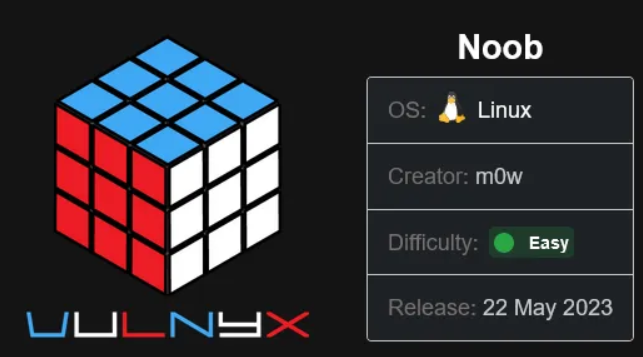 Noob
OS: Linux
Creator: m0w
Difficulty: Easy
Release: 22 May 2023
VULNYX